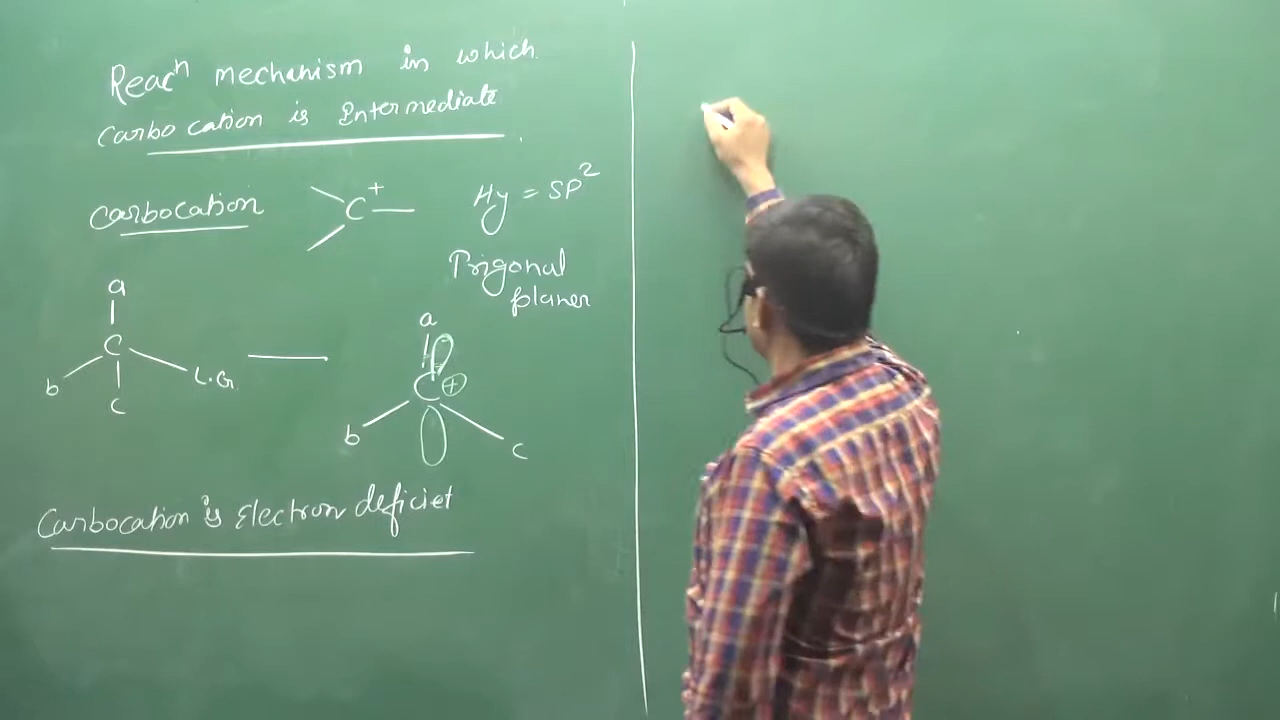 Reacⁿ mechanism in which
Carbocation is Intermediate
Carbocation C⁺ Hy = SP²
Trigonal
planer
a
C
b L.G
c
a
C ⊕
b c
Carbocation is Electron deficiet